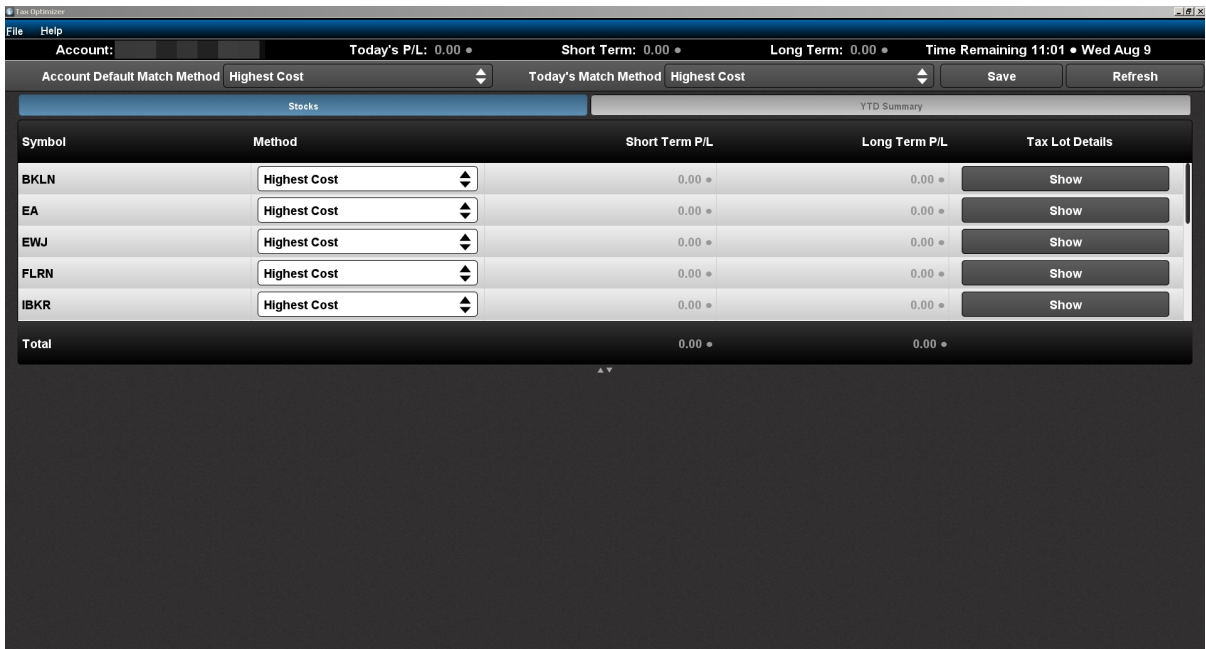 Tax Optimizer
File Help
Account: Today's P/L: 0.00 Short Term: 0.00 Long Term: 0.00 Time Remaining 11:01 ● Wed Aug 9
Account Default Match Method Highest Cost Today's Match Method Highest Cost Save Refresh
Stocks YTD Summary
Symbol Method Short Term P/L Long Term P/L Tax Lot Details
BKLN Highest Cost 0.00 0.00 Show
EA Highest Cost 0.00 0.00 Show
EWJ Highest Cost 0.00 0.00 Show
FLRN Highest Cost 0.00 0.00 Show
IBKR Highest Cost 0.00 0.00 Show
Total 0.00 0.00